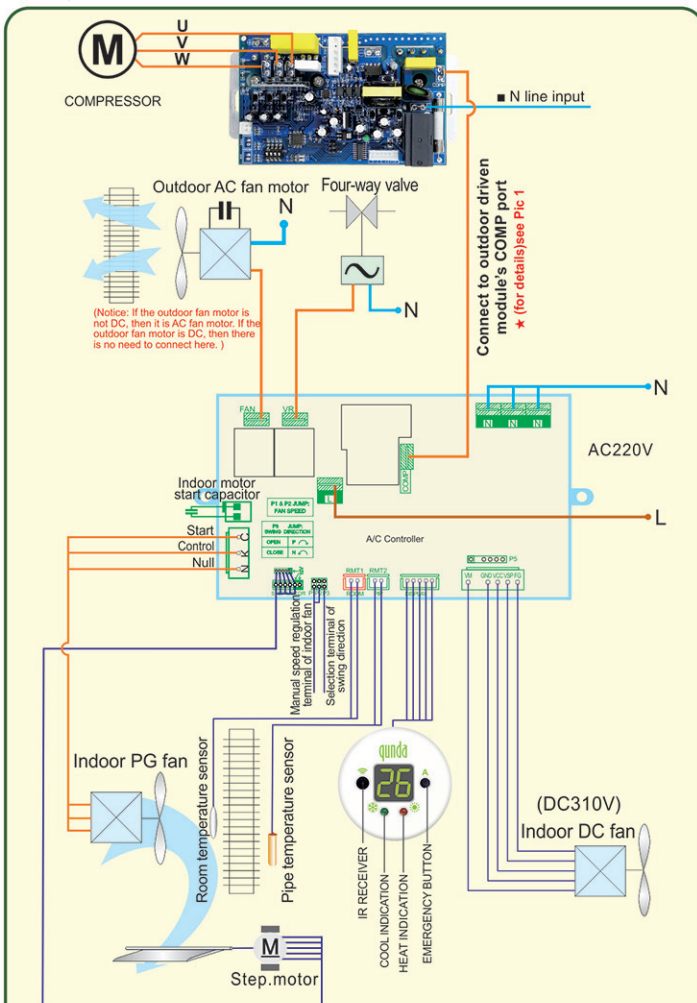 U
V
W
M
COMPRESSOR
■ N line input
Outdoor AC fan motor
N
Four-way valve
N
(Notice: If the outdoor fan motor is
not DC, then it is AC fan motor. If the
outdoor fan motor is DC, then there
is no need to connect here. )
Connect to outdoor driven
module's COMP port
★ (for details)see Pic 1
FAN
VR
N
N N N
AC220V
COMP
L
L
Indoor motor
start capacitor
P1 & P2 JUMP:
FAN SPEED
A/C Controller
Start
Control
Null
C
K
N
JUMP:
SWING DIRECTION
OPEN P
CLOSE N
RMT1
ROOM
RMT2
DISPLAY
P5
VM GND VCC VSP FG
Manual speed regulation
terminal of indoor fan
Selection terminal of
swing direction
Indoor PG fan
Room temperature sensor
Pipe temperature sensor
qunda
26
A
IR RECEIVER
COOL INDICATION
HEAT INDICATION
EMERGENCY BUTTON
(DC310V)
Indoor DC fan
M
Step.motor